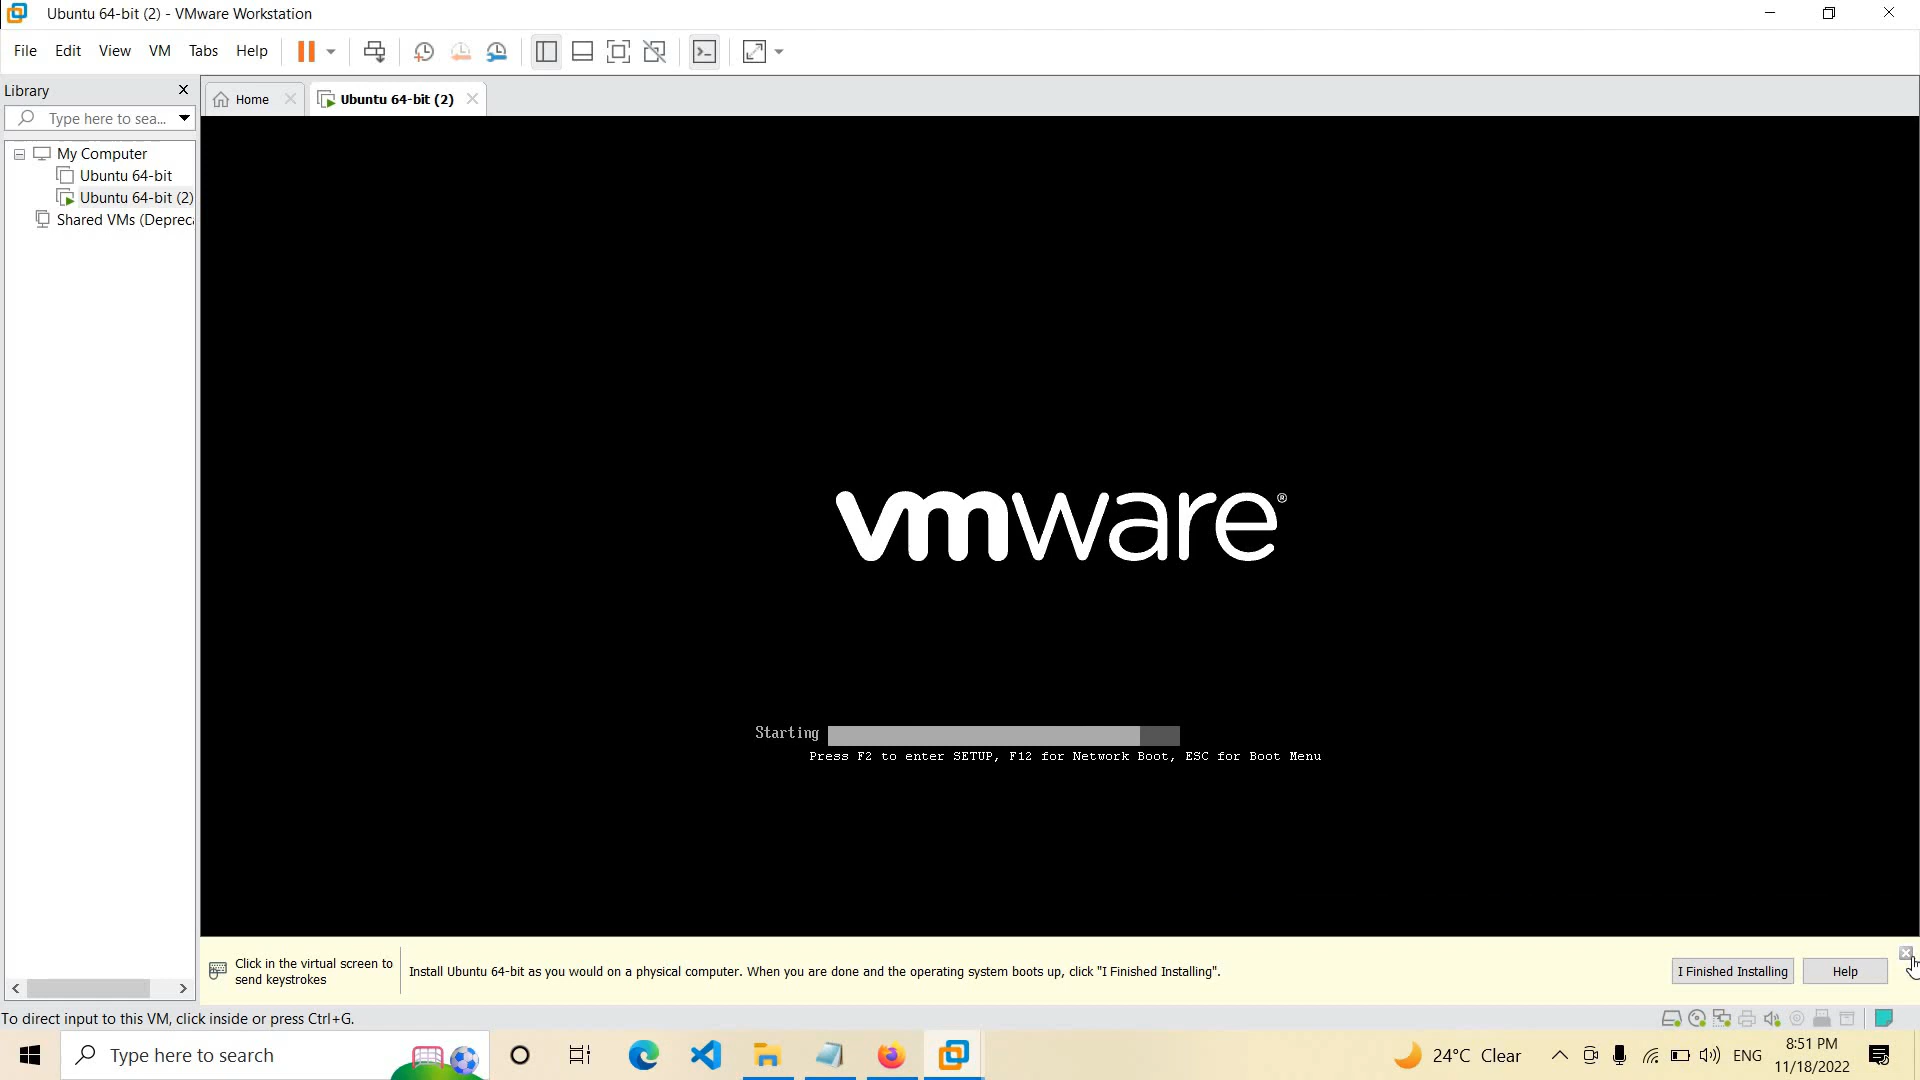 Ubuntu 64-bit (2) - VMware Workstation
File Edit View VM Tabs Help
Library
Home
Ubuntu 64-bit (2)
Type here to sea...
My Computer
Ubuntu 64-bit
Ubuntu 64-bit (2)
Shared VMs (Depreca
vmware®
Starting
Press F2 to enter SETUP, F12 for Network Boot, ESC for Boot Menu
Click in the virtual screen to
send keystrokes
Install Ubuntu 64-bit as you would on a physical computer. When you are done and the operating system boots up, click "I Finished Installing".
I Finished Installing
Help
To direct input to this VM, click inside or press Ctrl+G.
Type here to search
24°C Clear
ENG
8:51 PM
11/18/2022